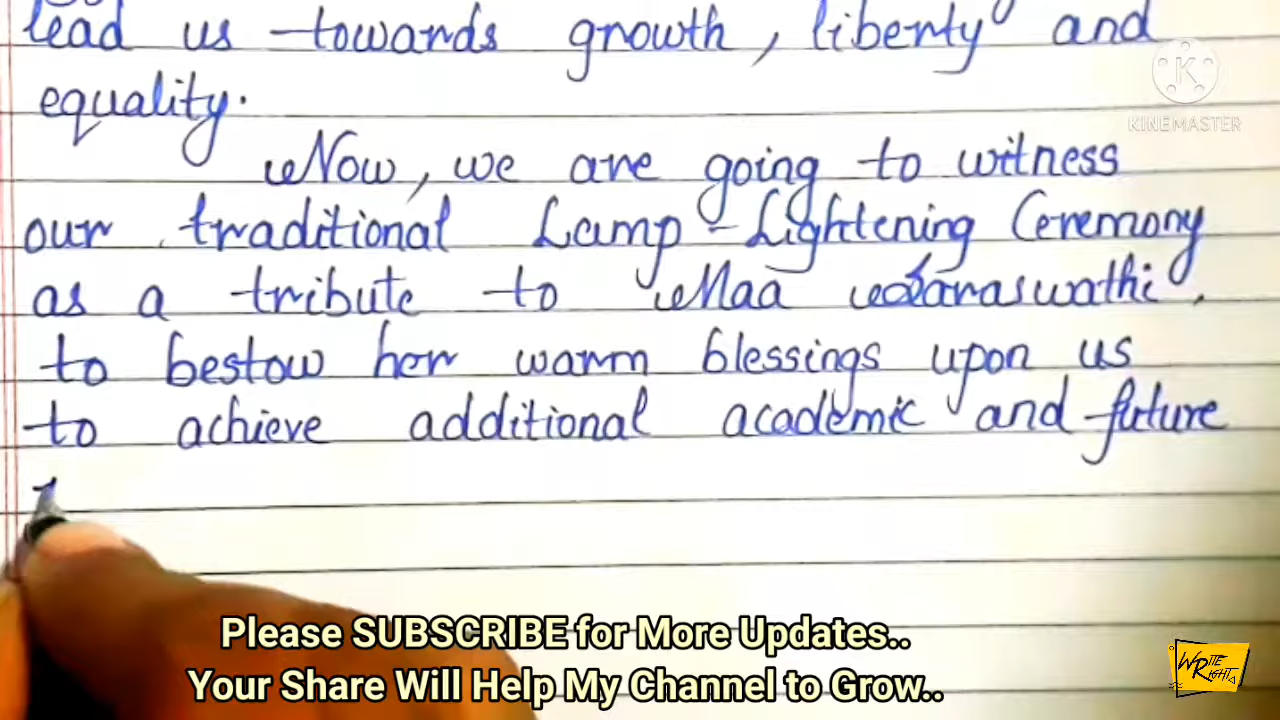 lead us towards growth, liberty and
K
KINEMASTER
equality.
Now, we are going to witness
our traditional Lamp-Lightening Ceremony
as a tribute to Maa Saraswathi,
to bestow her warm blessings upon us
to achieve additional academic and future
Please SUBSCRIBE for More Updates..
Your Share Will Help My Channel to Grow..
WRITE
RIGHT